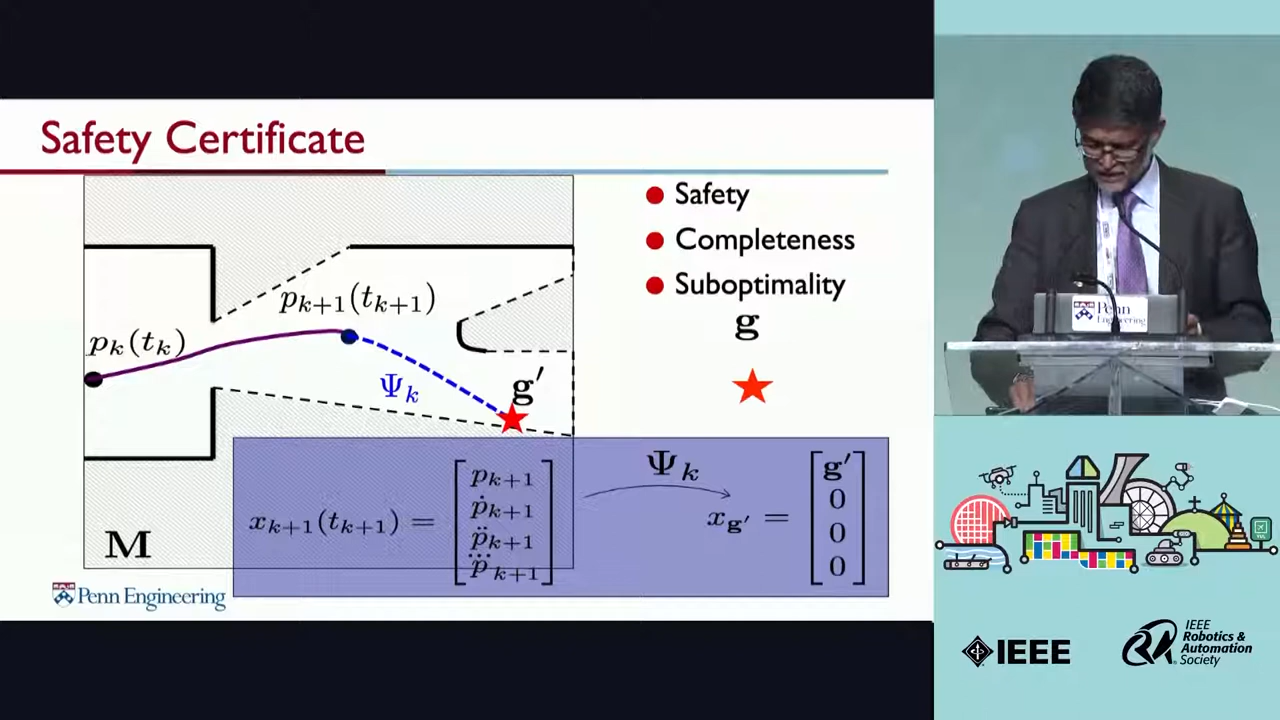 Safety Certificate
Safety
Completeness
Suboptimality
g
p_{k+1}(t_{k+1})
p_k(t_k)
Ψ_k
g′
M
x_{k+1}(t_{k+1}) = [p_{k+1} ṗ_{k+1} p̈_{k+1} p⃛_{k+1}]
Ψ_k
x_{g′} = [g′ 0 0 0]
Penn Engineering
Penn
Engineering
IEEE
IEEE
Robotics &
Automation
Society